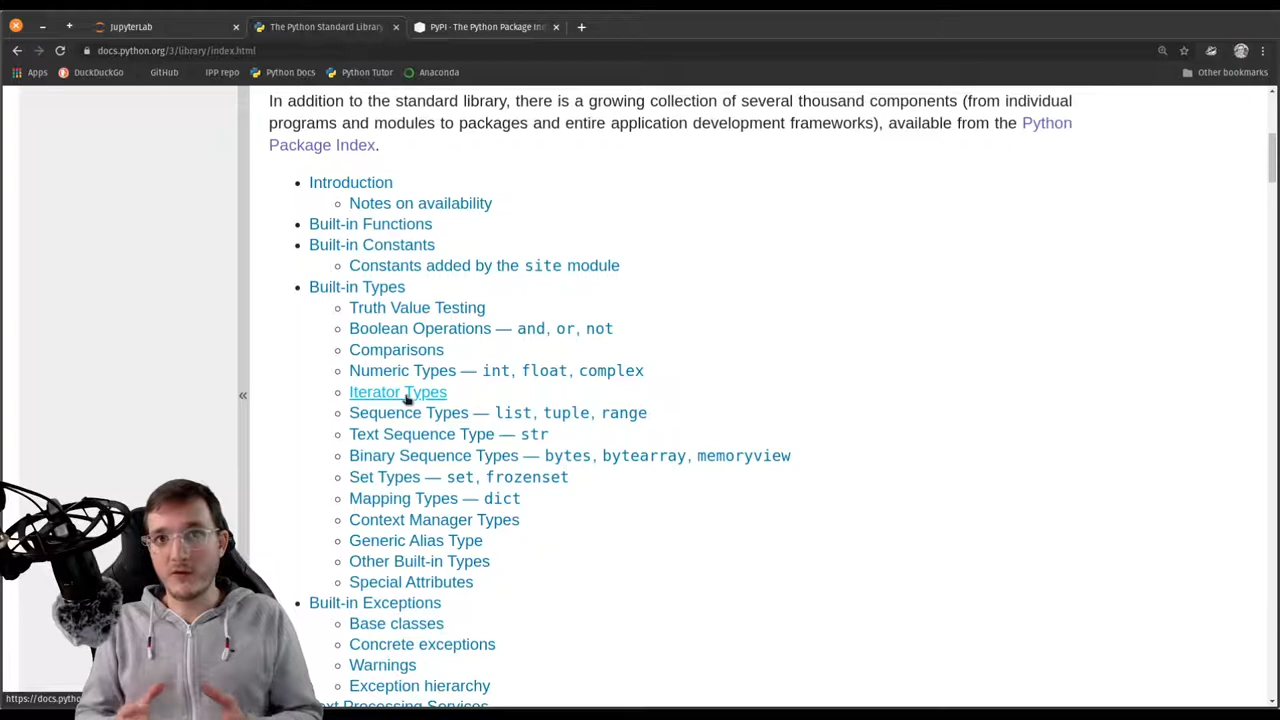 JupyterLab
The Python Standard Library
PyPI · The Python Package In
docs.python.org/3/library/index.html
Apps
DuckDuckGo
GitHub
IPP repo
Python Docs
Python Tutor
Anaconda
Other bookmarks
In addition to the standard library, there is a growing collection of several thousand components (from individual
programs and modules to packages and entire application development frameworks), available from the Python
Package Index.
Introduction
Notes on availability
Built-in Functions
Built-in Constants
Constants added by the site module
Built-in Types
Truth Value Testing
Boolean Operations — and, or, not
Comparisons
Numeric Types — int, float, complex
Iterator Types
«
Sequence Types — list, tuple, range
Text Sequence Type — str
Binary Sequence Types — bytes, bytearray, memoryview
Set Types — set, frozenset
Mapping Types — dict
Context Manager Types
Generic Alias Type
Other Built-in Types
Special Attributes
Built-in Exceptions
Base classes
Concrete exceptions
Warnings
Exception hierarchy
https://docs.pytho
ext Processing Services